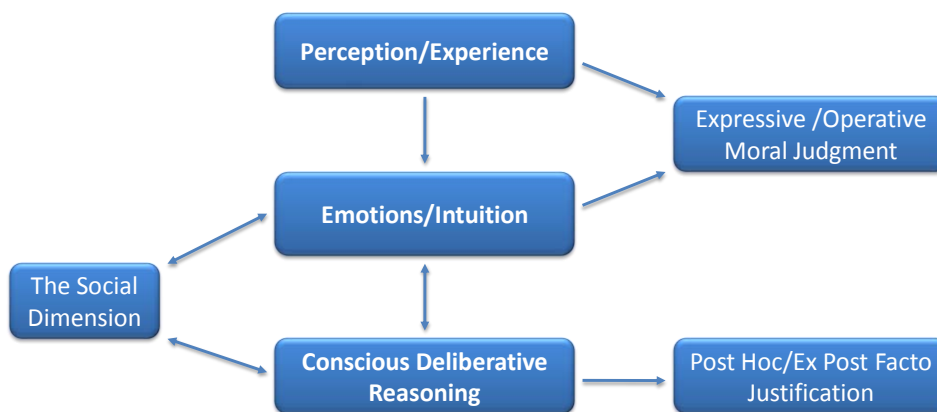 Perception/Experience
Expressive /Operative
Moral Judgment
Emotions/Intuition
The Social
Dimension
Conscious Deliberative
Reasoning
Post Hoc/Ex Post Facto
Justification